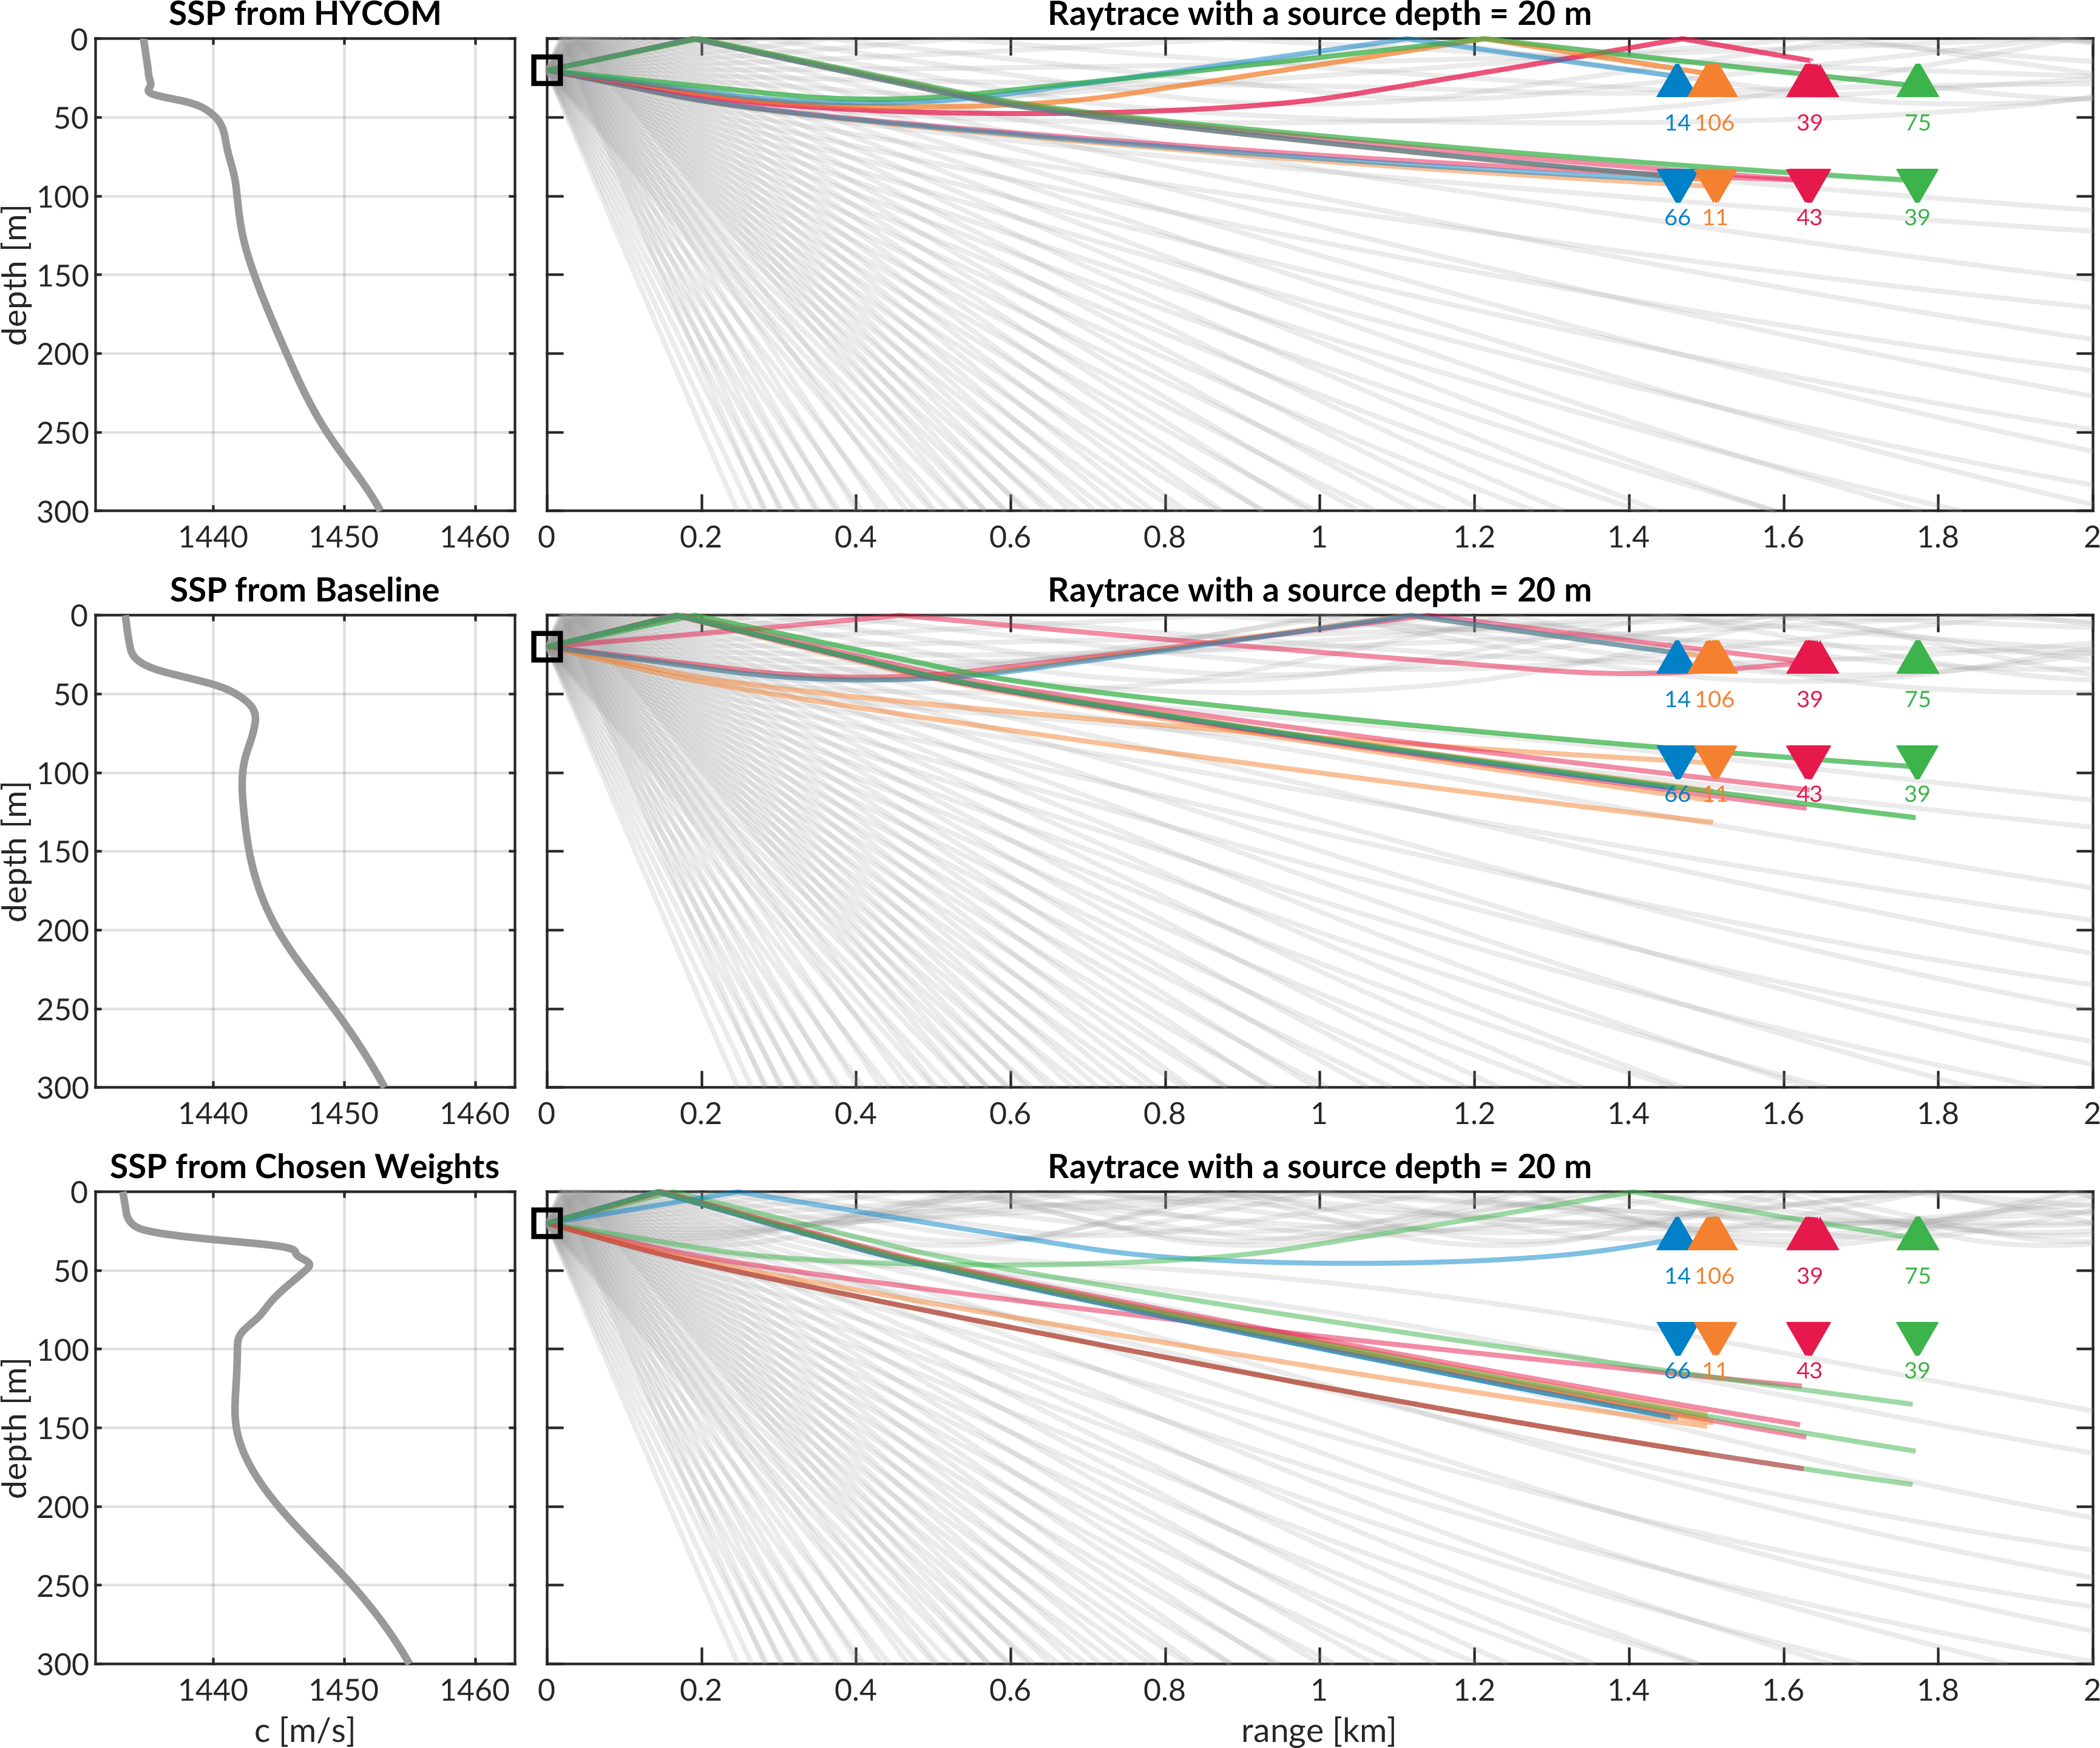 SSP from HYCOM
Raytrace with a source depth = 20 m
0
50
100
150
200
250
300
depth [m]
1440 1450 1460
14 106 39 75
66 11 43 39
0 0.2 0.4 0.6 0.8 1 1.2 1.4 1.6 1.8 2
SSP from Baseline
Raytrace with a source depth = 20 m
0
50
100
150
200
250
300
depth [m]
1440 1450 1460
14 106 39 75
66 11 43 39
0 0.2 0.4 0.6 0.8 1 1.2 1.4 1.6 1.8 2
SSP from Chosen Weights
Raytrace with a source depth = 20 m
0
50
100
150
200
250
300
depth [m]
1440 1450 1460
c [m/s]
14 106 39 75
66 11 43 39
0 0.2 0.4 0.6 0.8 1 1.2 1.4 1.6 1.8 2
range [km]